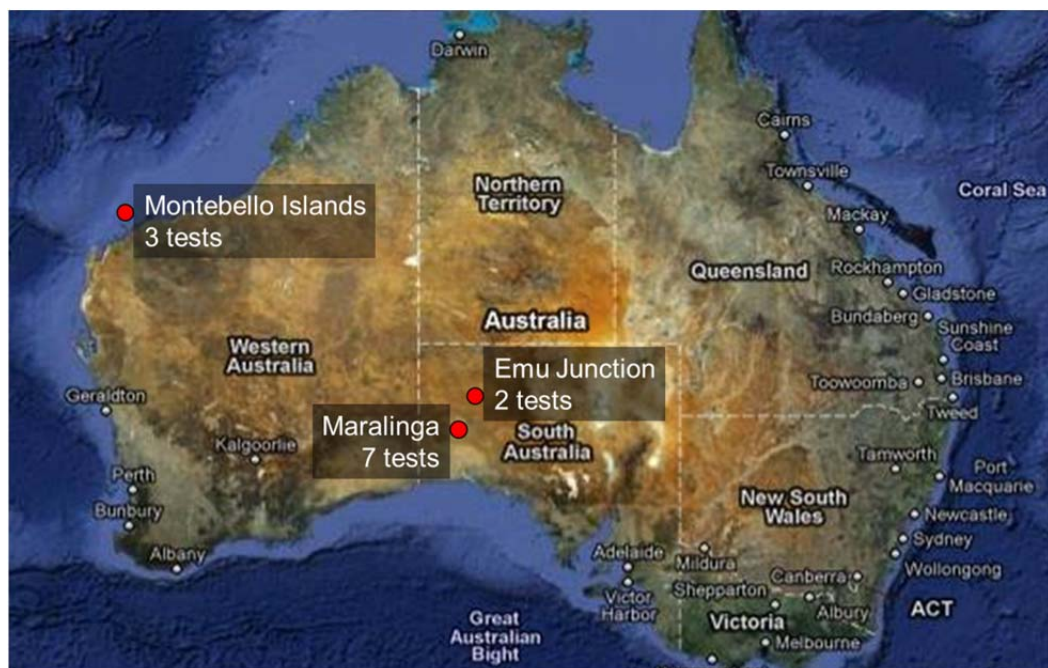 Darwin
Cairns
Townsville
Coral Sea
Montebello Islands
3 tests
Northern
Territory
Mackay
Queensland
Rockhampton
Gladstone
Bundaberg
Australia
Sunshine
Coast
Western
Australia
Emu Junction
2 tests
Toowoomba
Brisbane
Geraldton
Tweed
Maralinga
7 tests
South
Australia
Kalgoorlie
Tamworth
Port
Macquarie
Perth
New South
Wales
Bunbury
Newcastle
Sydney
Albany
Adelaide
Mildura
Wollongong
Canberra
Victor
Harbor
Shepparton
Albury
ACT
Great
Australian
Bight
Victoria
Melbourne